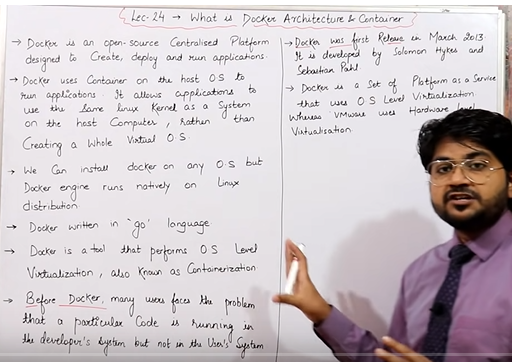 Lec-24 → What is Docker Architecture & Container
→ Docker is an open-source Centralised Platform
designed to Create, deploy and run applications.
→ Docker uses Container on the host O.S to
run applications. It allows applications to
use the same linux Kernel as a System
on the host Computer, rather than
Creating a Whole Virtual O.S.
→ We Can install docker on any O.S but
Docker engine runs natively on Linux
distribution.
→ Docker written in 'go' language.
→ Docker is a tool that performs O.S Level
Virtualization, also known as Containerization
→ Before Docker, many users faces the problem
that a particular Code is running in
the developer's system but not in the User's System
→ Docker was first Release in March 2013.
It is developed by Solomon Hykes and
Sebastian Pahl.
→ Docker is a Set of Platform as a Service
that uses O.S Level Virtualization
Whereas VMware uses Hardware Level
Virtualisation.